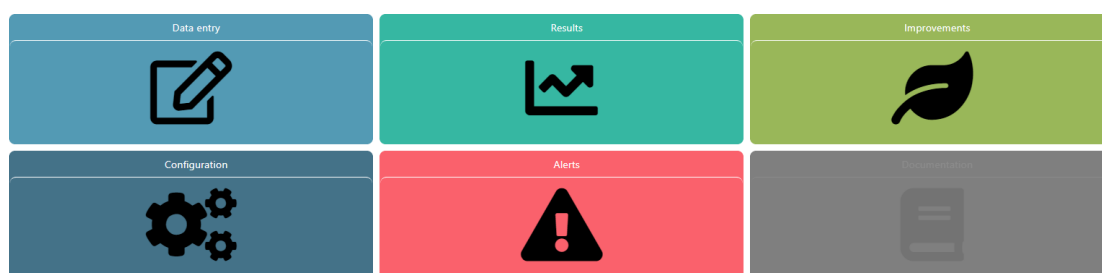 Data entry
Results
Improvements
Configuration
Alerts
Documentation